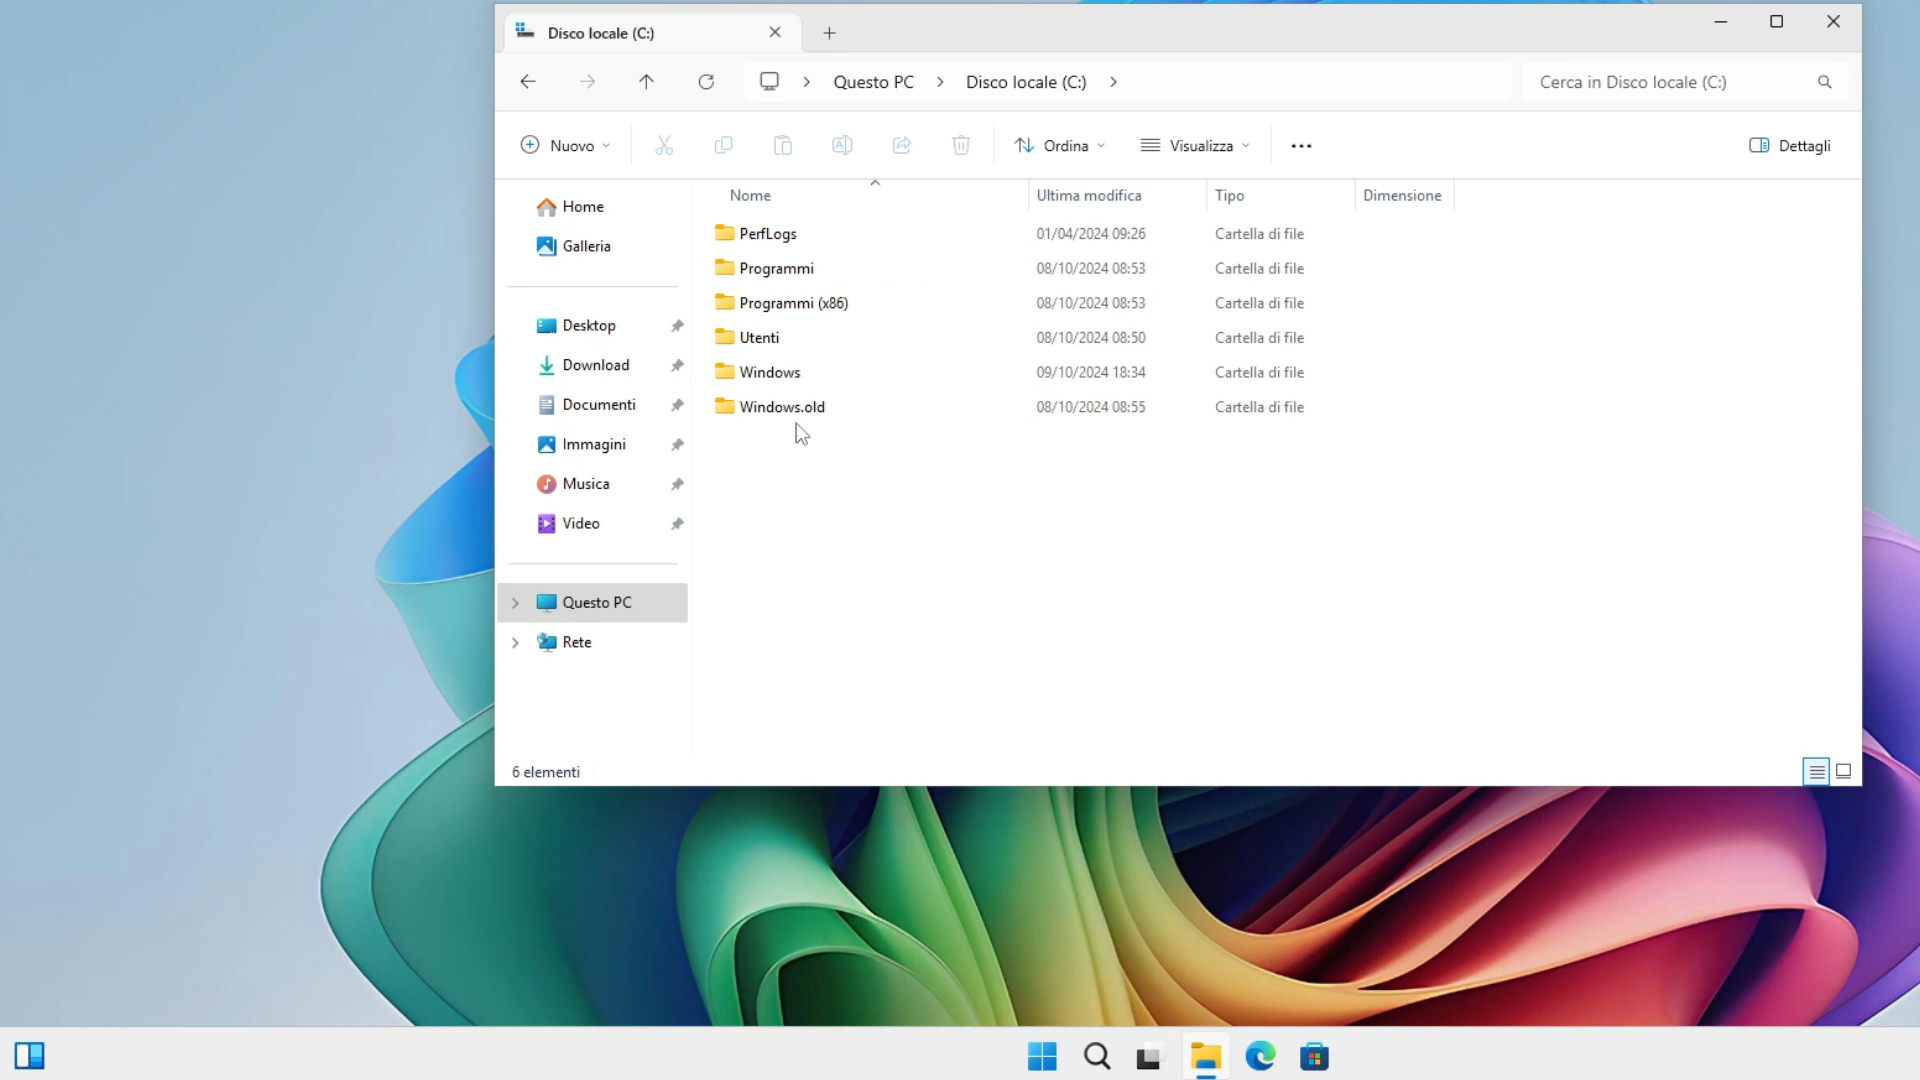 Disco locale (C:)
Questo PC > Disco locale (C:) >
Cerca in Disco locale (C:)
Nuovo
Ordina
Visualizza
Dettagli
Home
Galleria
Desktop
Download
Documenti
Immagini
Musica
Video
Questo PC
Rete
Nome Ultima modifica Tipo Dimensione
PerfLogs 01/04/2024 09:26 Cartella di file
Programmi 08/10/2024 08:53 Cartella di file
Programmi (x86) 08/10/2024 08:53 Cartella di file
Utenti 08/10/2024 08:50 Cartella di file
Windows 09/10/2024 18:34 Cartella di file
Windows.old 08/10/2024 08:55 Cartella di file
6 elementi